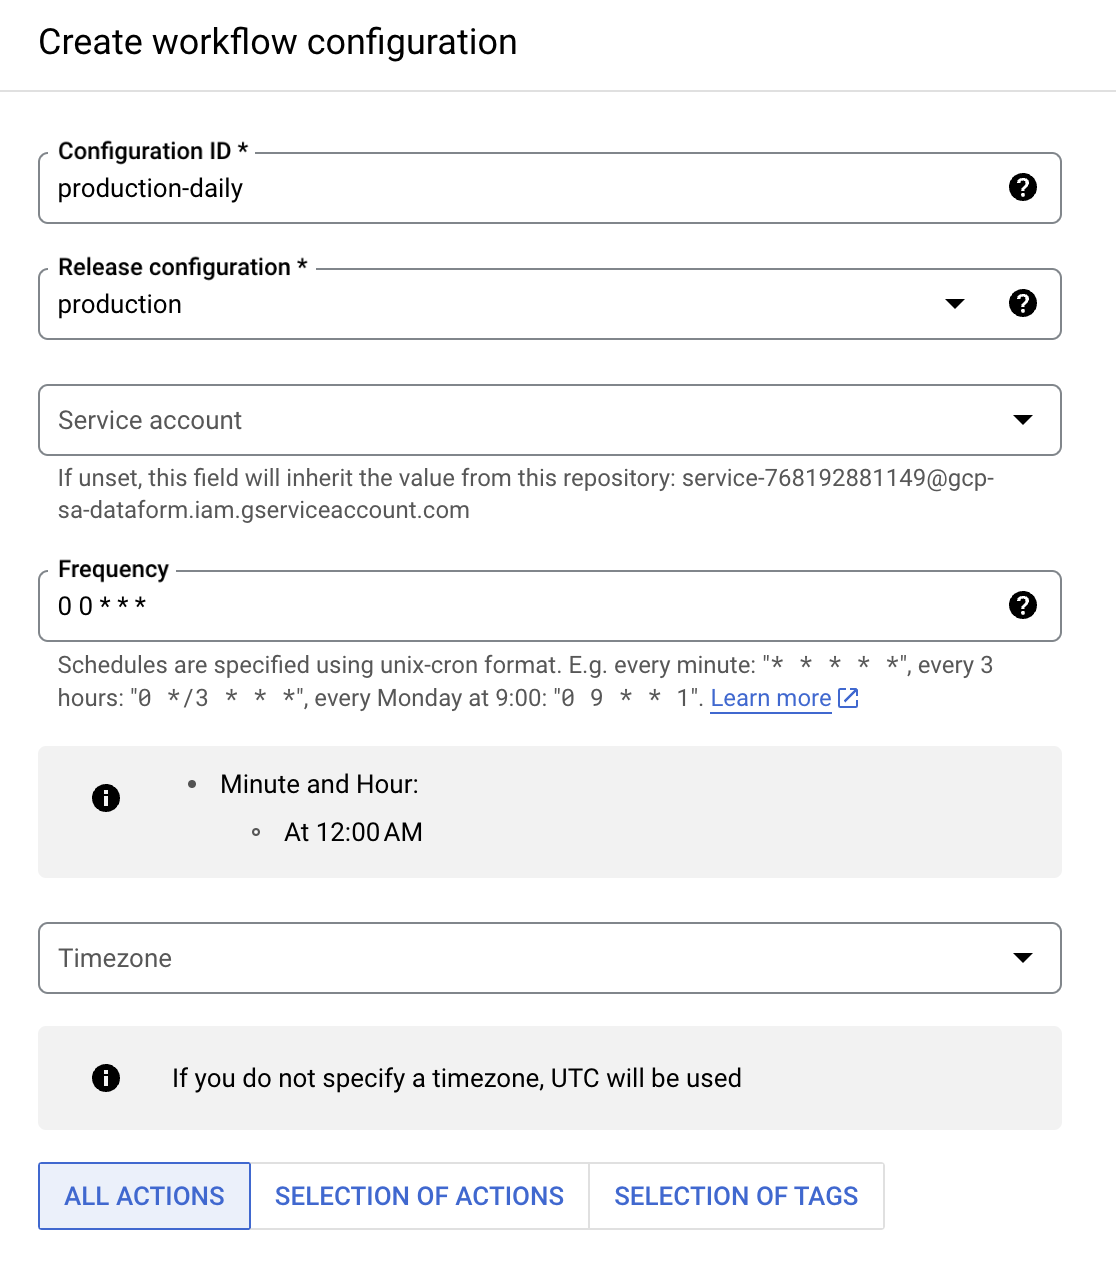 Create workflow configuration
Configuration ID *
production-daily
Release configuration *
production
Service account
If unset, this field will inherit the value from this repository: service-768192881149@gcp-
sa-dataform.iam.gserviceaccount.com
Frequency
0 0 * * *
Schedules are specified using unix-cron format. E.g. every minute: "* * * * *", every 3
hours: "0 */3 * * *", every Monday at 9:00: "0 9 * * 1". Learn more
Minute and Hour:
At 12:00 AM
Timezone
If you do not specify a timezone, UTC will be used
ALL ACTIONS SELECTION OF ACTIONS SELECTION OF TAGS